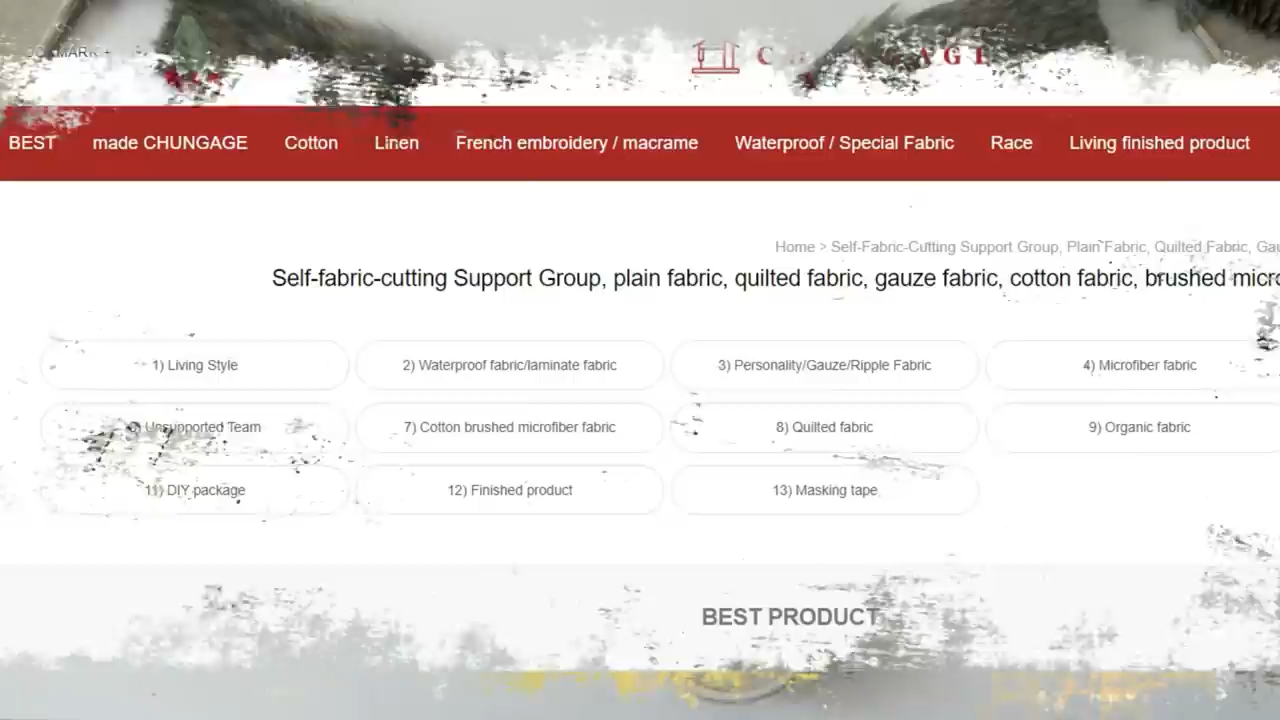 BEST made CHUNGAGE Cotton Linen French embroidery / macrame Waterproof / Special Fabric Race Living finished product
Home > Self-Fabric-Cutting Support Group, Plain Fabric, Quilted Fabric,
Self-fabric-cutting Support Group, plain fabric, quilted fabric, gauze fabric, cotton fabric, brushed
1) Living Style 2) Waterproof fabric/laminate fabric 3) Personality/Gauze/Ripple Fabric 4) Microfiber fabric
Unsupported Team 7) Cotton brushed microfiber fabric 8) Quilted fabric 9) Organic fabric
11) DIY package 12) Finished product 13) Masking tape
BEST PRODUCT